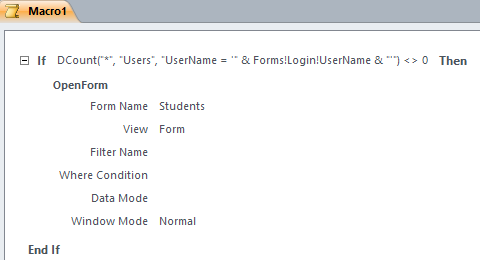 Macro1
If DCount("*", "Users", "UserName = '" & Forms!Login!UserName & "'") <> 0 Then
OpenForm
Form Name Students
View Form
Filter Name
Where Condition
Data Mode
Window Mode Normal
End If